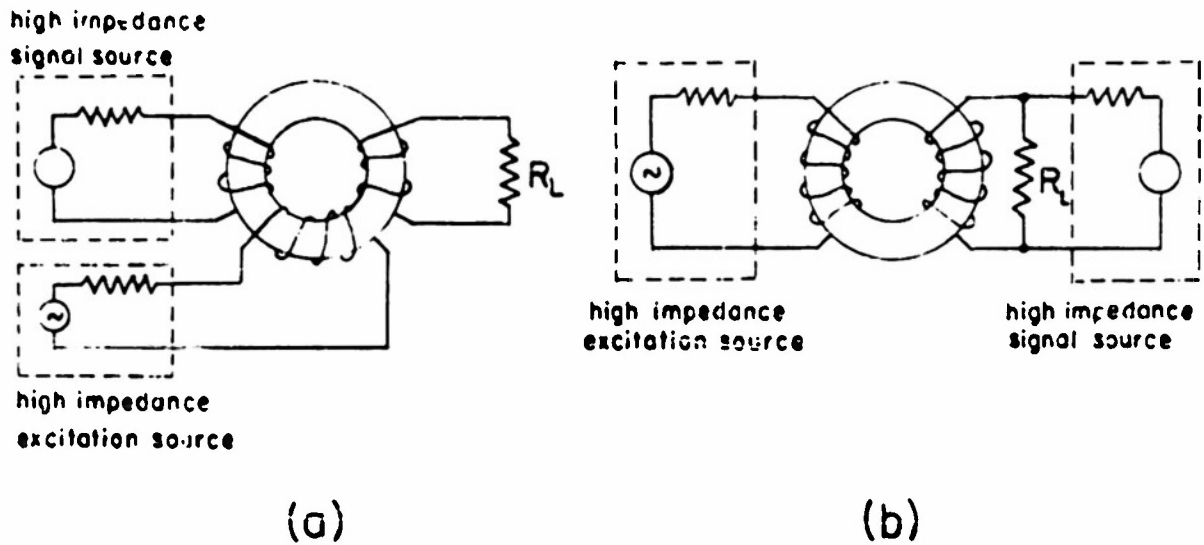 high impedance
signal source
R_L
high impedance
excitation source
(a)
R_L
high impedance
excitation source
high impedance
signal source
(b)